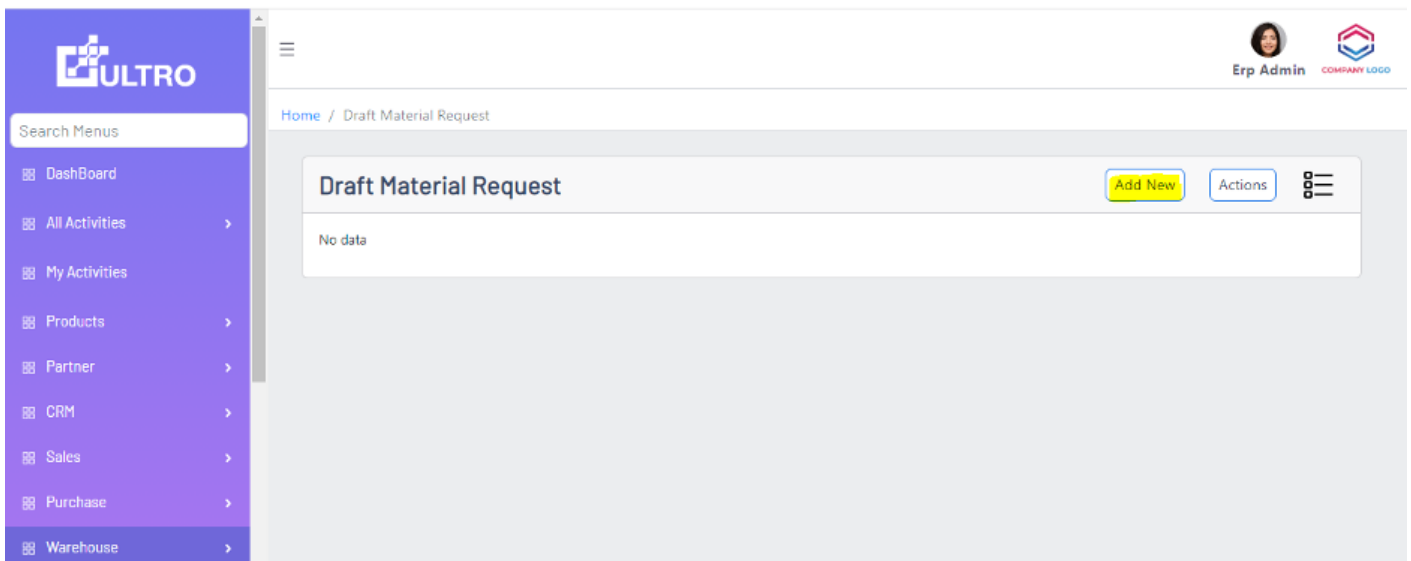 ULTRO
Search Menus
DashBoard
All Activities
My Activities
Products
Partner
CRM
Sales
Purchase
Warehouse
Erp Admin
COMPANY LOGO
Home / Draft Material Request
Draft Material Request
Add New
Actions
No data